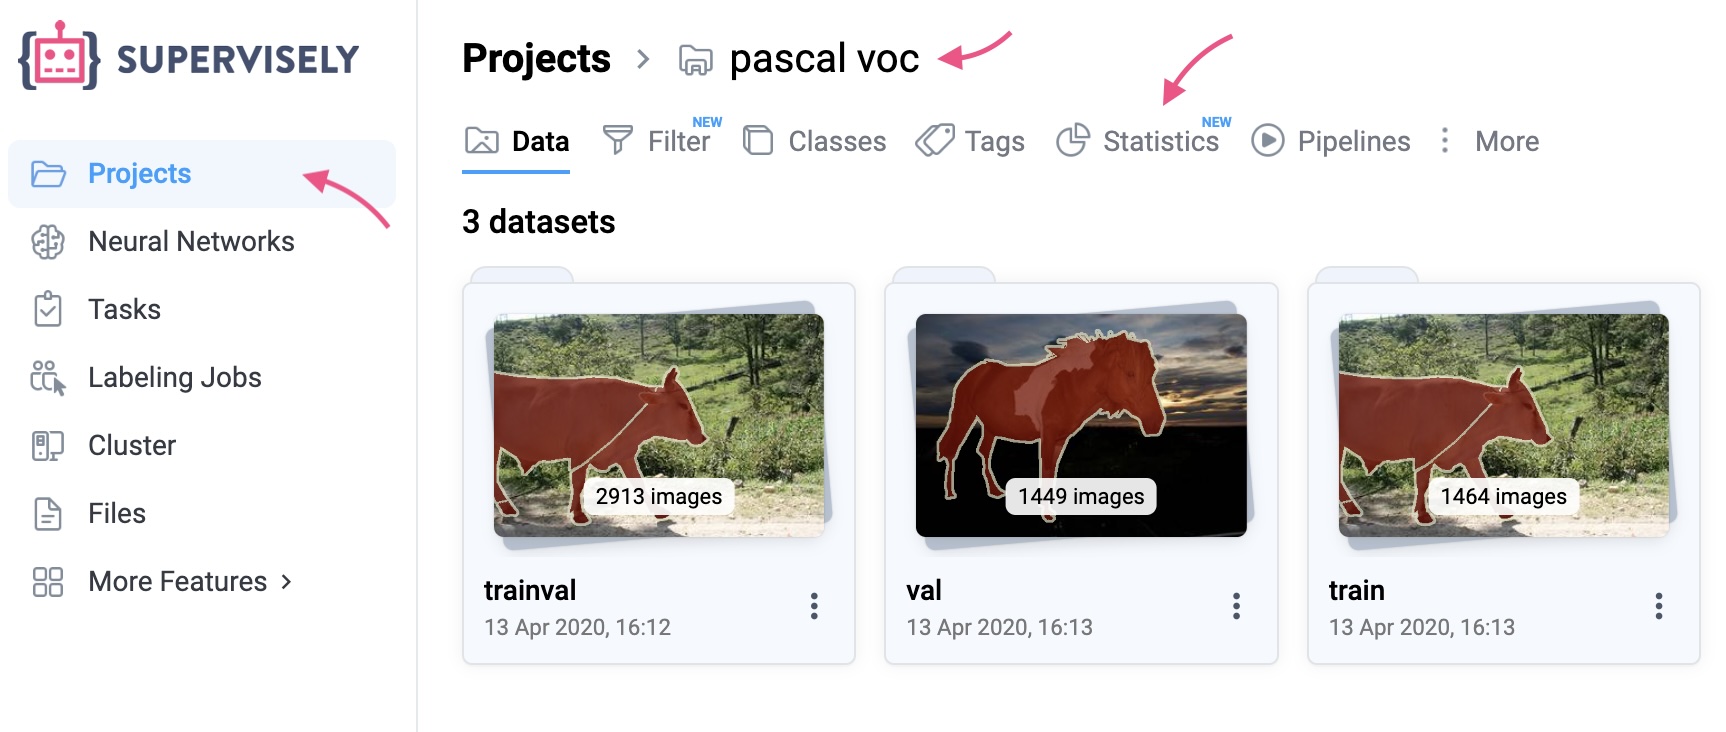 SUPERVISELY
Projects
Neural Networks
Tasks
Labeling Jobs
Cluster
Files
More Features >
Projects > pascal voc
Data Filter NEW Classes Tags Statistics NEW Pipelines More
3 datasets
2913 images
trainval
13 Apr 2020, 16:12
1449 images
val
13 Apr 2020, 16:13
1464 images
train
13 Apr 2020, 16:13